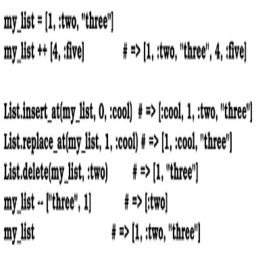 my_list = [1, :two, "three"]
my_list ++ [4, :five] # => [1, :two, "three", 4, :five]
List.insert_at(my_list, 0, :cool) # => [:cool, 1, :two, "three"]
List.replace_at(my_list, 1, :cool) # => [1, :cool, "three"]
List.delete(my_list, :two) # => [1, "three"]
my_list -- ["three", 1] # => [:two]
my_list # => [1, :two, "three"]